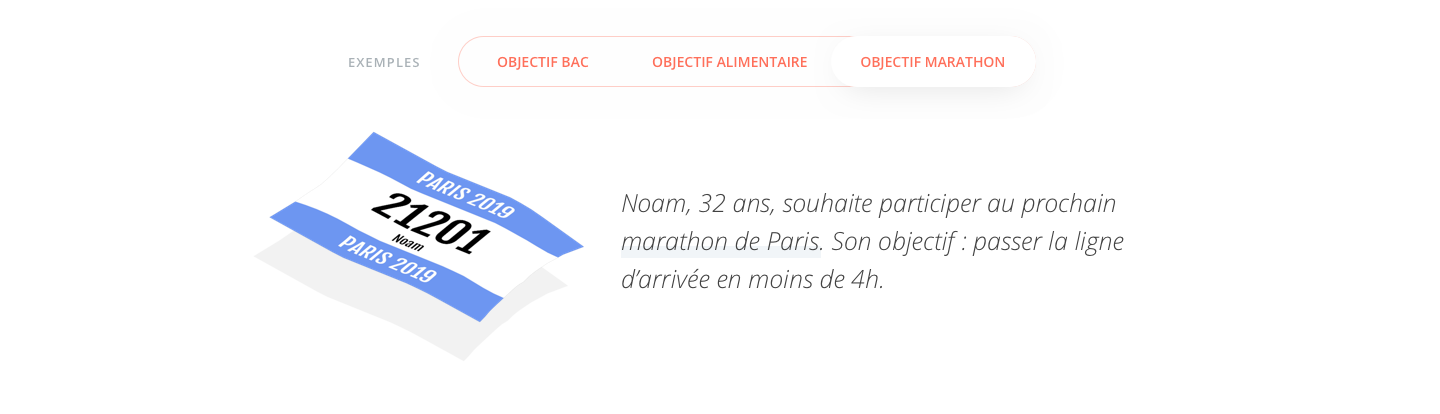 EXEMPLES
OBJECTIF BAC
OBJECTIF ALIMENTAIRE
OBJECTIF MARATHON
PARIS 2019
21201
Noam
PARIS 2019
Noam, 32 ans, souhaite participer au prochain
marathon de Paris. Son objectif : passer la ligne
d’arrivée en moins de 4h.